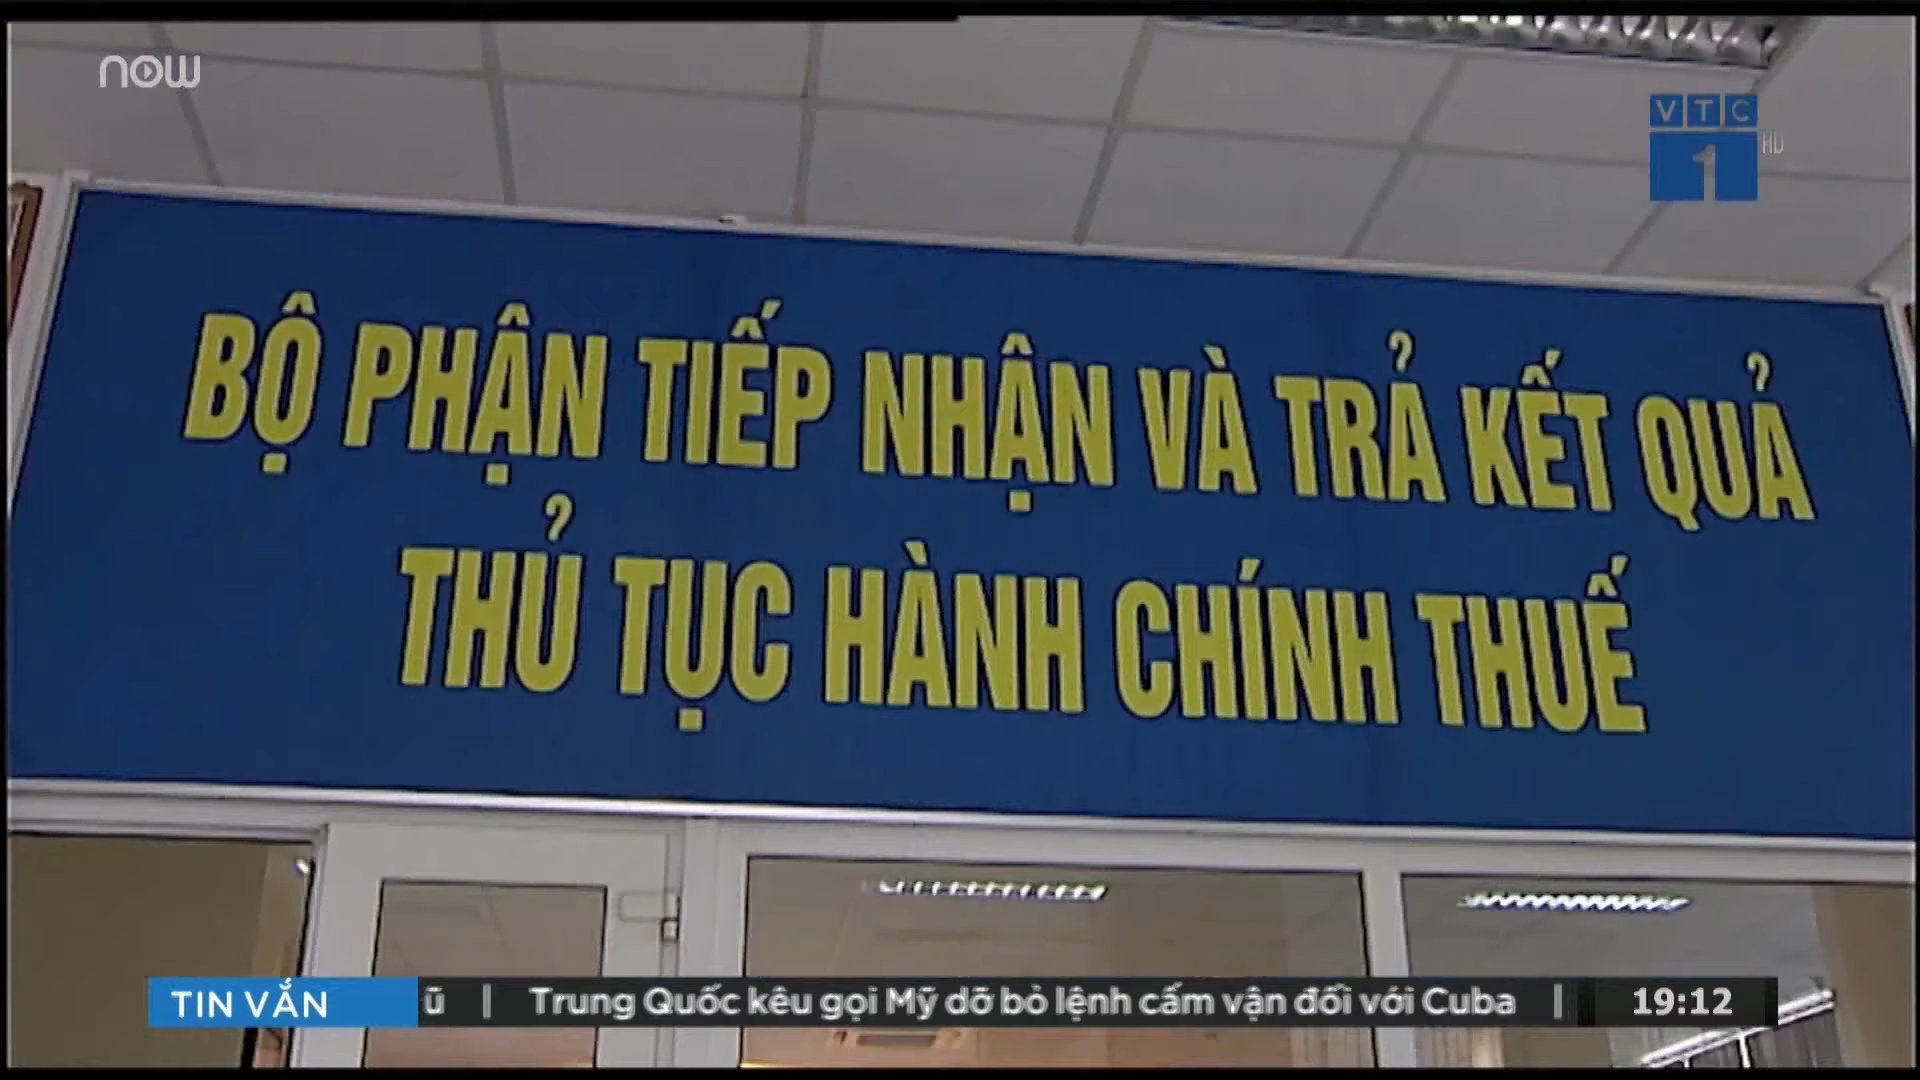 now
VTC
1 HD
BỘ PHẬN TIẾP NHẬN VÀ TRẢ KẾT QUẢ
THỦ TỤC HÀNH CHÍNH THUẾ
TIN VẮN ũ | Trung Quốc kêu gọi Mỹ dỡ bỏ lệnh cấm vận đối với Cuba | 19:12